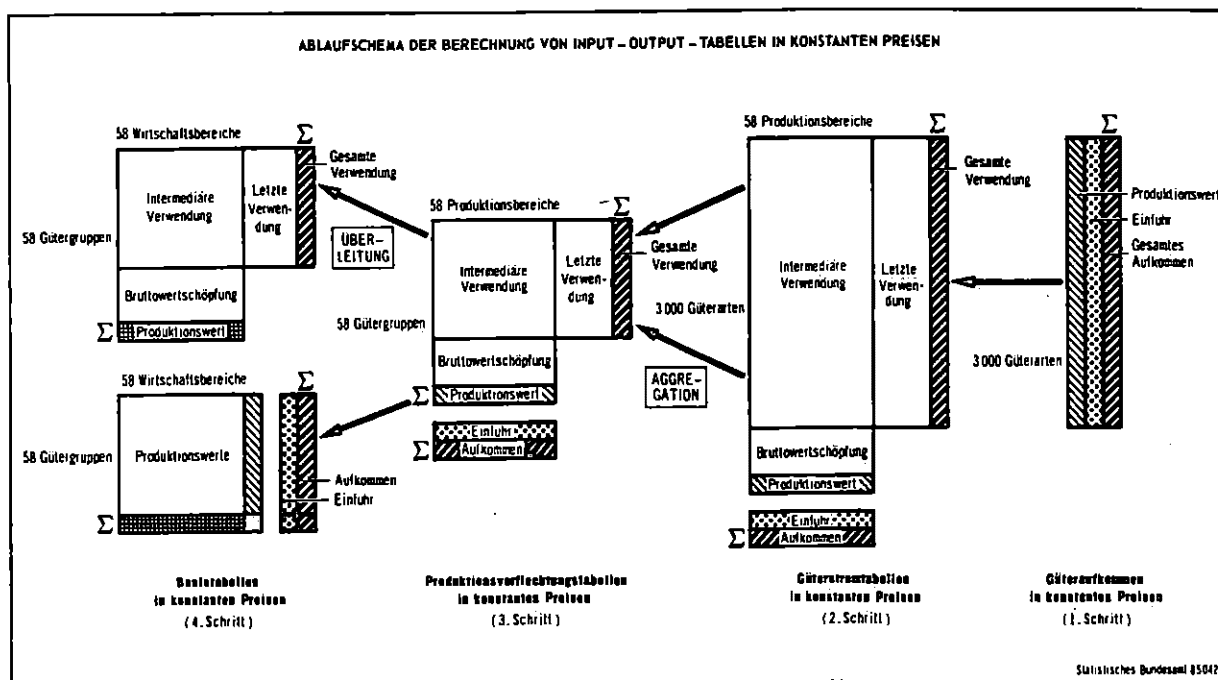 ABLAUFSCHEMA DER BERECHNUNG VON INPUT – OUTPUT – TABELLEN IN KONSTANTEN PREISEN
58 Wirtschaftsbereiche
Σ
Gesamte
Verwendung
Intermediäre
Verwendung
Letzte
Verwen-
dung
58 Gütergruppen
Bruttowertschöpfung
Σ
Produktionswert
ÜBER-
LEITUNG
58 Wirtschaftsbereiche
Σ
58 Gütergruppen
Produktionswerte
Aufkommen
Einfuhr
Σ
Basistabellen
in konstanten Preisen
(4. Schritt)
58 Produktionsbereiche
Σ
Gesamte
Verwendung
Intermediäre
Verwendung
Letzte
Verwen-
dung
58 Gütergruppen
Bruttowertschöpfung
Σ
Produktionswert
Einfuhr
Σ
Aufkommen
Produktionsverflechtungstabellen
in konstanten Preisen
(3. Schritt)
AGGRE-
GATION
58 Produktionsbereiche
Σ
Gesamte
Verwendung
Intermediäre
Verwendung
Letzte
Verwen-
dung
3 000 Güterarten
Bruttowertschöpfung
Produktionswert
Einfuhr
Σ
Aufkommen
Güterstromtabellen
in konstanten Preisen
(2. Schritt)
Σ
Produktionswert
Einfuhr
Gesamtes
Aufkommen
3 000 Güterarten
Güteraufkommen
in konstanten Preisen
(1. Schritt)
Statistisches Bundesamt 85042